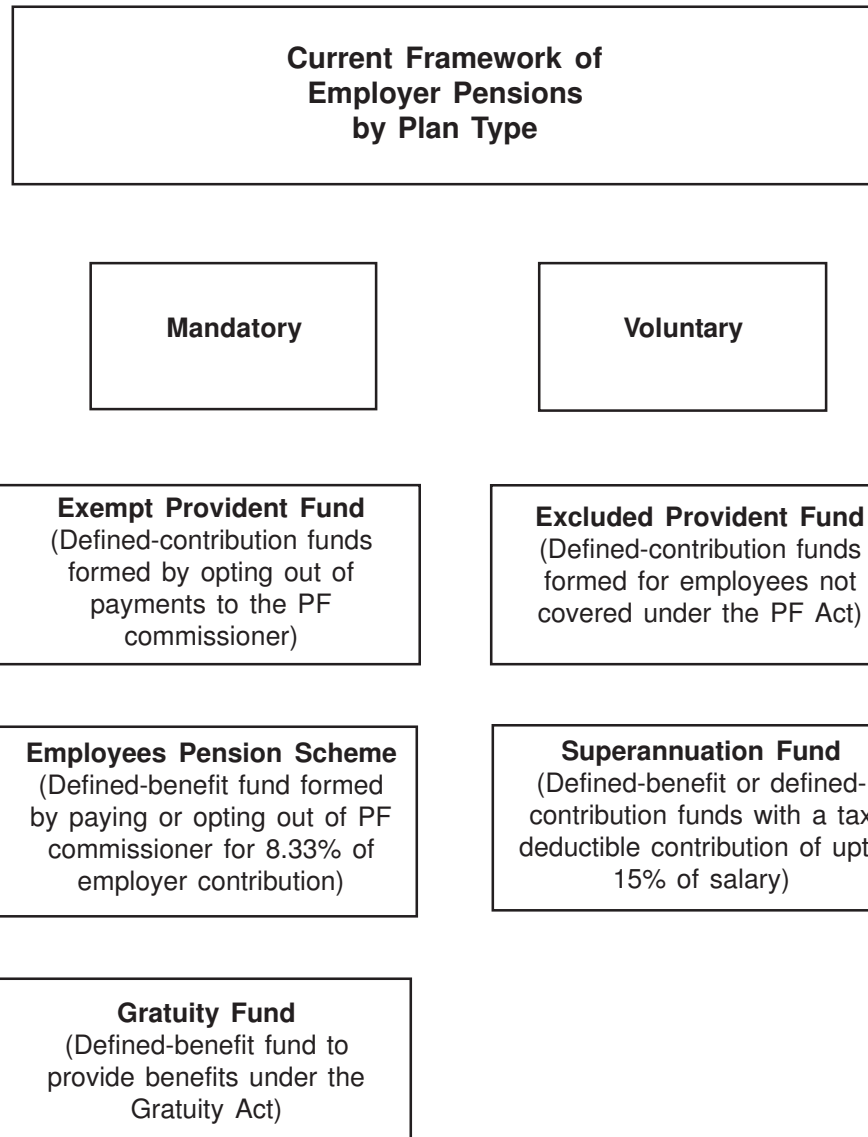 Current Framework of
Employer Pensions
by Plan Type
Mandatory
Voluntary
Exempt Provident Fund
(Defined-contribution funds
formed by opting out of
payments to the PF
commissioner)
Excluded Provident Fund
(Defined-contribution funds
formed for employees not
covered under the PF Act)
Employees Pension Scheme
(Defined-benefit fund formed
by paying or opting out of PF
commissioner for 8.33% of
employer contribution)
Superannuation Fund
(Defined-benefit or defined-
contribution funds with a tax
deductible contribution of upt
15% of salary)
Gratuity Fund
(Defined-benefit fund to
provide benefits under the
Gratuity Act)